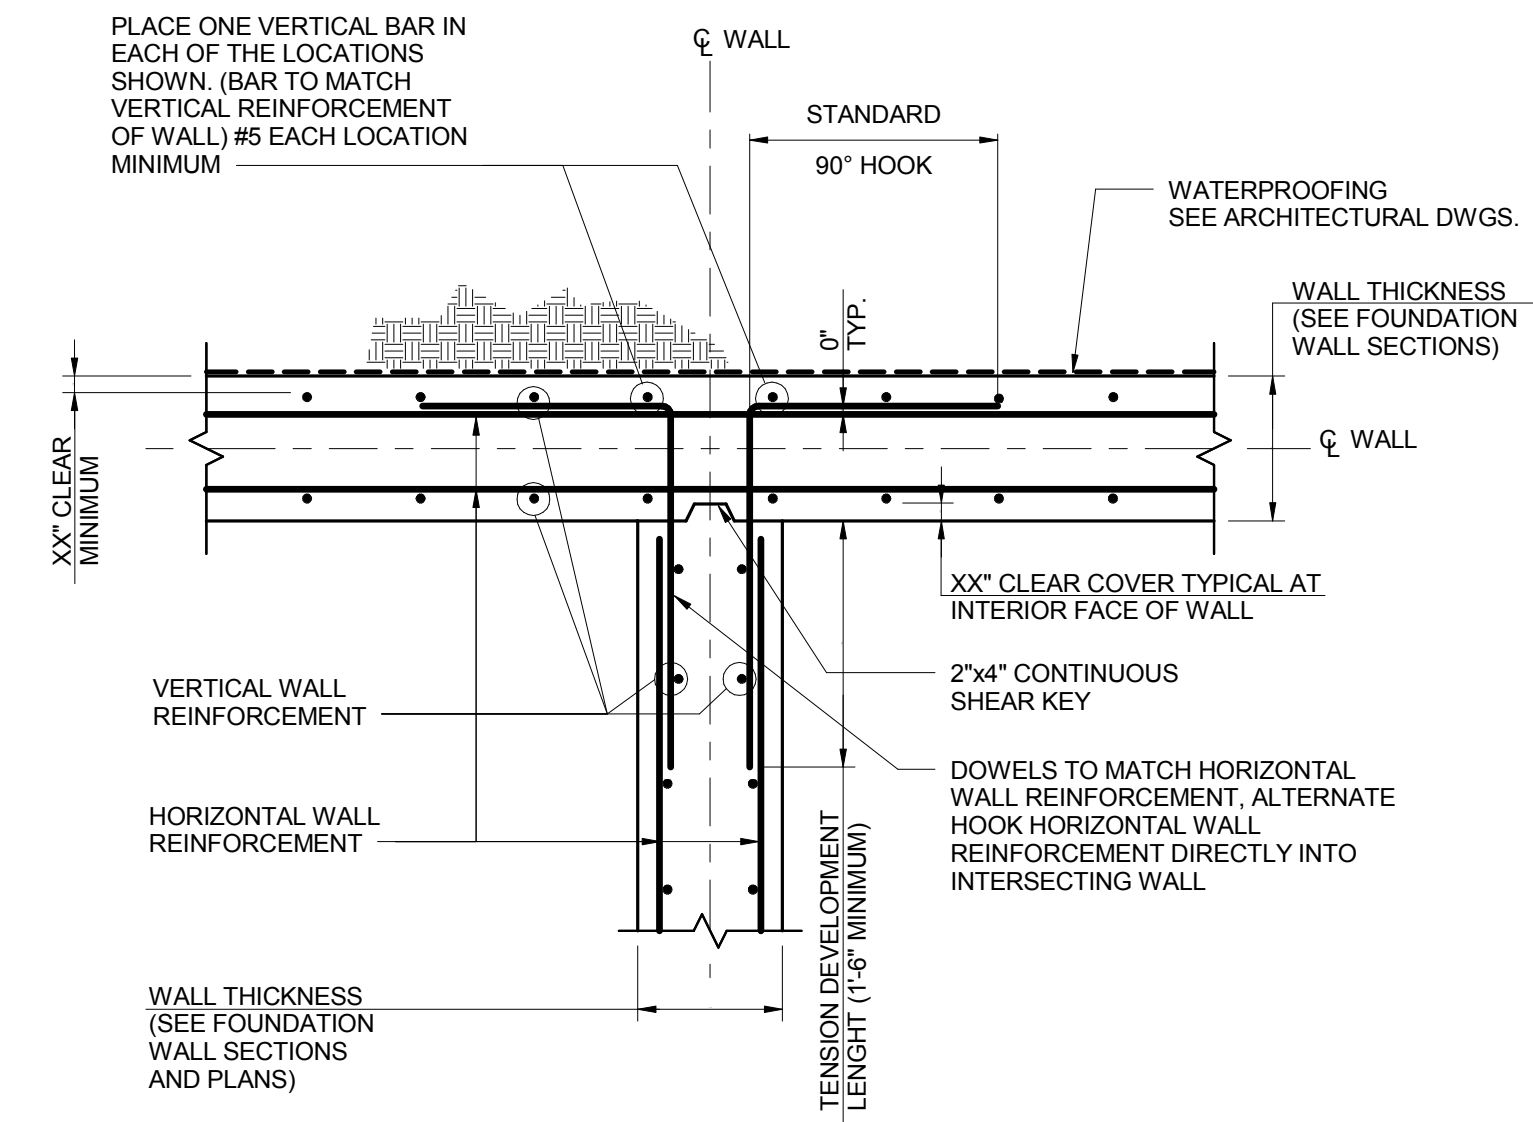 PLACE ONE VERTICAL BAR IN
EACH OF THE LOCATIONS
SHOWN. (BAR TO MATCH
VERTICAL REINFORCEMENT
OF WALL) #5 EACH LOCATION
MINIMUM
℄ WALL
STANDARD
90° HOOK
WATERPROOFING
SEE ARCHITECTURAL DWGS.
WALL THICKNESS
(SEE FOUNDATION
WALL SECTIONS)
0"
TYP.
℄ WALL
XX" CLEAR
MINIMUM
XX" CLEAR COVER TYPICAL AT
INTERIOR FACE OF WALL
2"x4" CONTINUOUS
SHEAR KEY
VERTICAL WALL
REINFORCEMENT
DOWELS TO MATCH HORIZONTAL
WALL REINFORCEMENT, ALTERNATE
HOOK HORIZONTAL WALL
REINFORCEMENT DIRECTLY INTO
INTERSECTING WALL
HORIZONTAL WALL
REINFORCEMENT
TENSION DEVELOPMENT
LENGHT (1'-6" MINIMUM)
WALL THICKNESS
(SEE FOUNDATION
WALL SECTIONS
AND PLANS)